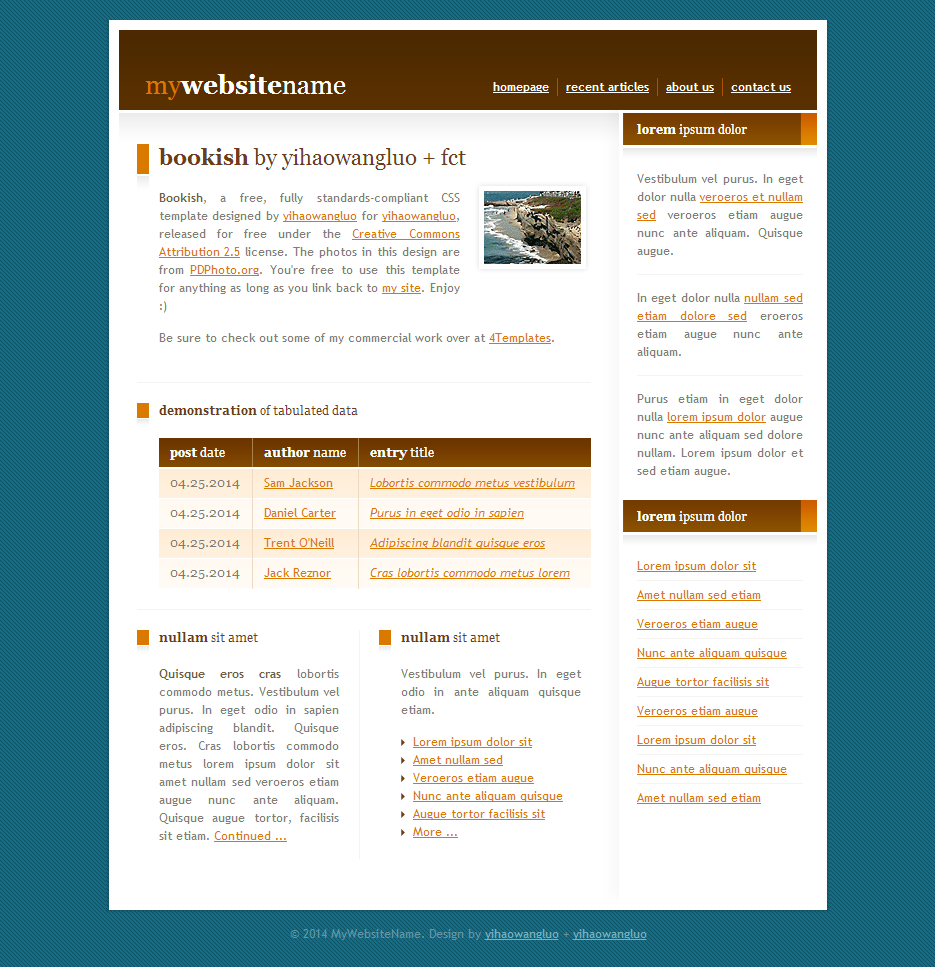 mywebsitename
homepage recent articles about us contact us
bookish by yihaowangluo + fct
Bookish, a free, fully standards-compliant CSS
template designed by yihaowangluo for yihaowangluo,
released for free under the Creative Commons
Attribution 2.5 license. The photos in this design are
from PDPhoto.org. You're free to use this template
for anything as long as you link back to my site. Enjoy
:)
Be sure to check out some of my commercial work over at 4Templates.
demonstration of tabulated data
post date author name entry title
04.25.2014 Sam Jackson Lobortis commodo metus vestibulum
04.25.2014 Daniel Carter Purus in eget odio in sapien
04.25.2014 Trent O'Neill Adipiscing blandit quisque eros
04.25.2014 Jack Reznor Cras lobortis commodo metus lorem
nullam sit amet
Quisque eros cras lobortis
commodo metus. Vestibulum vel
purus. In eget odio in sapien
adipiscing blandit. Quisque
eros. Cras lobortis commodo
metus lorem ipsum dolor sit
amet nullam sed veroeros etiam
augue nunc ante aliquam.
Quisque augue tortor, facilisis
sit etiam. Continued ...
nullam sit amet
Vestibulum vel purus. In eget
odio in ante aliquam quisque
etiam.
Lorem ipsum dolor sit
Amet nullam sed
Veroeros etiam augue
Nunc ante aliquam quisque
Augue tortor facilisis sit
More ...
lorem ipsum dolor
Vestibulum vel purus. In eget
dolor nulla veroeros et nullam
sed veroeros etiam augue
nunc ante aliquam. Quisque
augue.
In eget dolor nulla nullam sed
etiam dolore sed eroeros
etiam augue nunc ante
aliquam.
Purus etiam in eget dolor
nulla lorem ipsum dolor augue
nunc ante aliquam sed dolore
nullam. Lorem ipsum dolor et
sed etiam augue.
lorem ipsum dolor
Lorem ipsum dolor sit
Amet nullam sed etiam
Veroeros etiam augue
Nunc ante aliquam quisque
Augue tortor facilisis sit
Veroeros etiam augue
Lorem ipsum dolor sit
Nunc ante aliquam quisque
Amet nullam sed etiam
© 2014 MyWebsiteName. Design by yihaowangluo + yihaowangluo